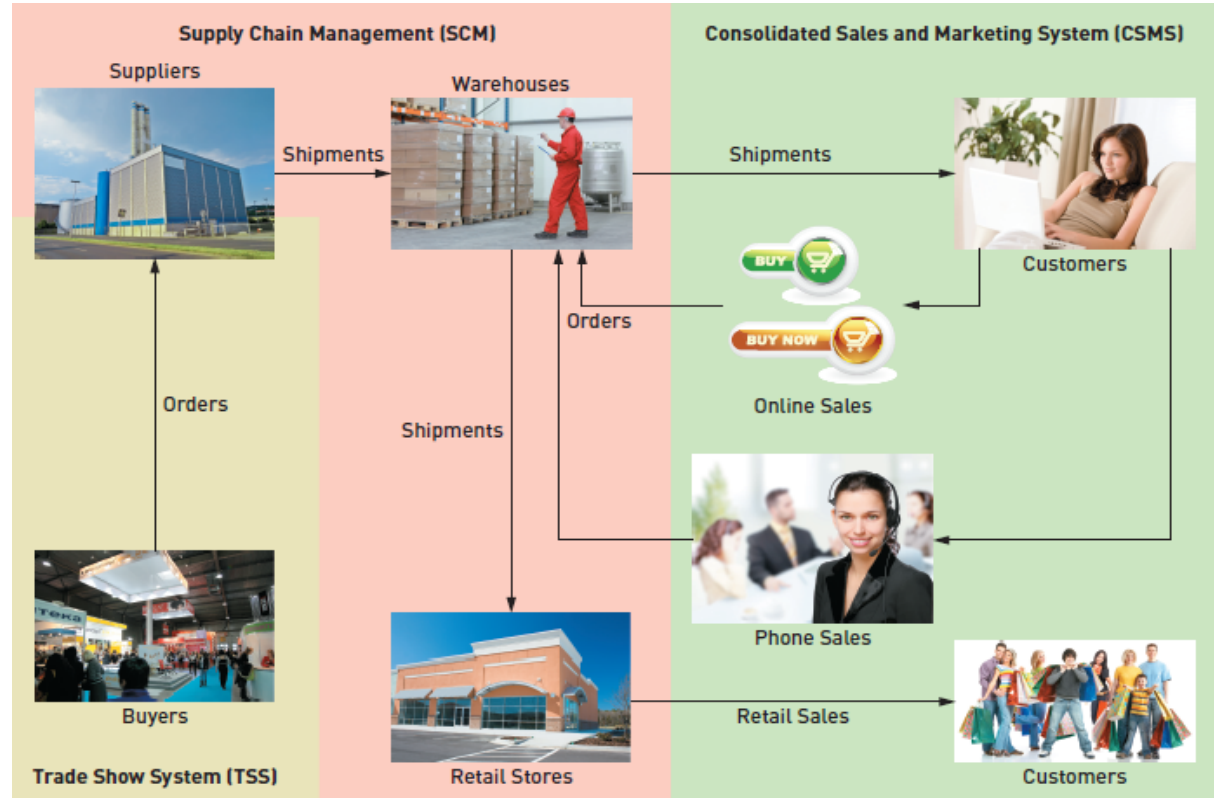 Supply Chain Management (SCM)
Consolidated Sales and Marketing System (CSMS)
Suppliers
Warehouses
Shipments
Shipments
Customers
BUY
BUY NOW
Orders
Online Sales
Orders
Shipments
Phone Sales
Buyers
Retail Sales
Trade Show System (TSS)
Retail Stores
Customers